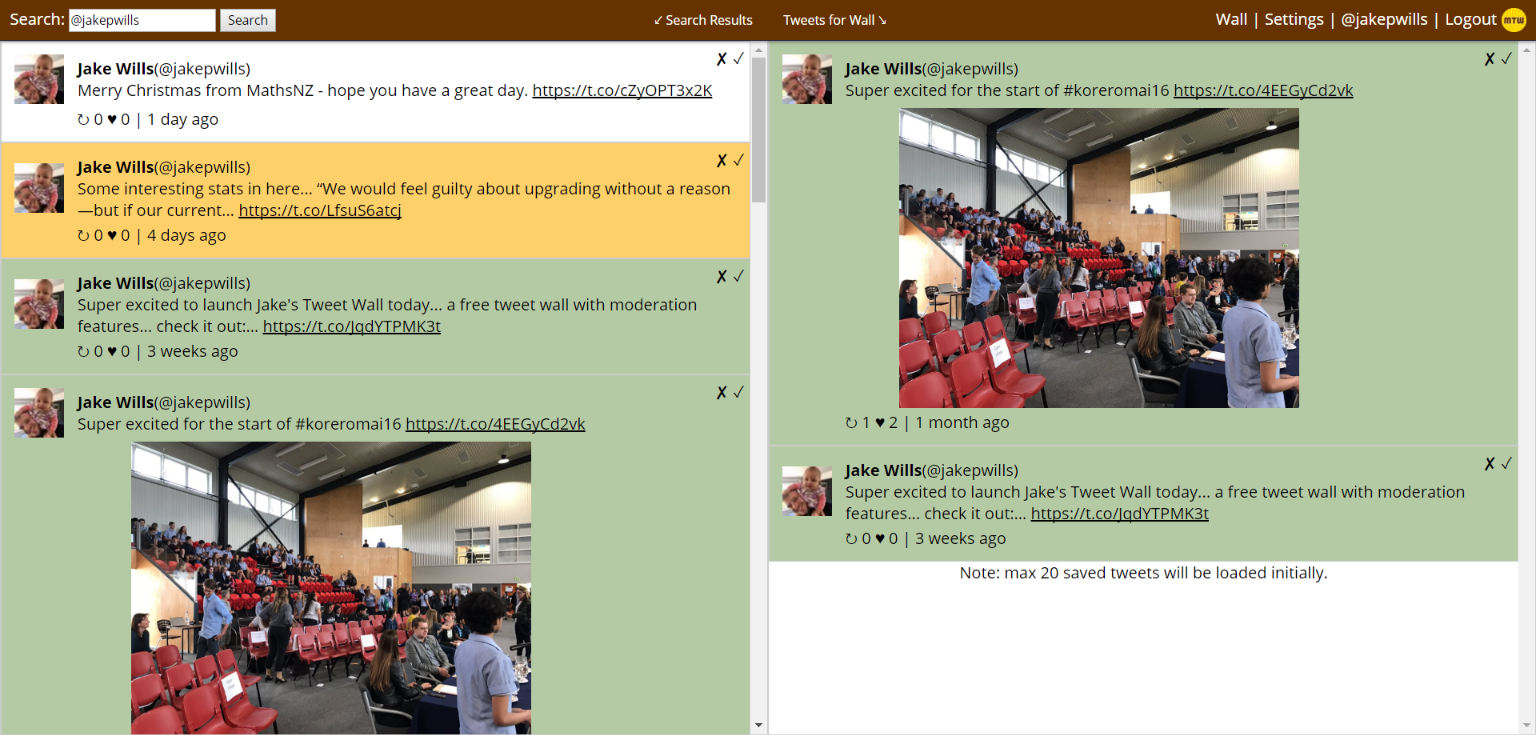 Search: @jakepwills Search ↙ Search Results Tweets for Wall ↘ Wall | Settings | @jakepwills | Logout MTW
✗ ✓
Jake Wills(@jakepwills)
Merry Christmas from MathsNZ - hope you have a great day. https://t.co/cZyOPT3x2K
↻ 0 ♥ 0 | 1 day ago
✗ ✓
Jake Wills(@jakepwills)
Some interesting stats in here... “We would feel guilty about upgrading without a reason
—but if our current... https://t.co/LfsuS6atcj
↻ 0 ♥ 0 | 4 days ago
✗ ✓
Jake Wills(@jakepwills)
Super excited to launch Jake's Tweet Wall today... a free tweet wall with moderation
features... check it out:... https://t.co/JqdYTPMK3t
↻ 0 ♥ 0 | 3 weeks ago
✗ ✓
Jake Wills(@jakepwills)
Super excited for the start of #koreromai16 https://t.co/4EEGyCd2vk
✗ ✓
Jake Wills(@jakepwills)
Super excited for the start of #koreromai16 https://t.co/4EEGyCd2vk
↻ 1 ♥ 2 | 1 month ago
✗ ✓
Jake Wills(@jakepwills)
Super excited to launch Jake's Tweet Wall today... a free tweet wall with moderation
features... check it out:... https://t.co/JqdYTPMK3t
↻ 0 ♥ 0 | 3 weeks ago
Note: max 20 saved tweets will be loaded initially.